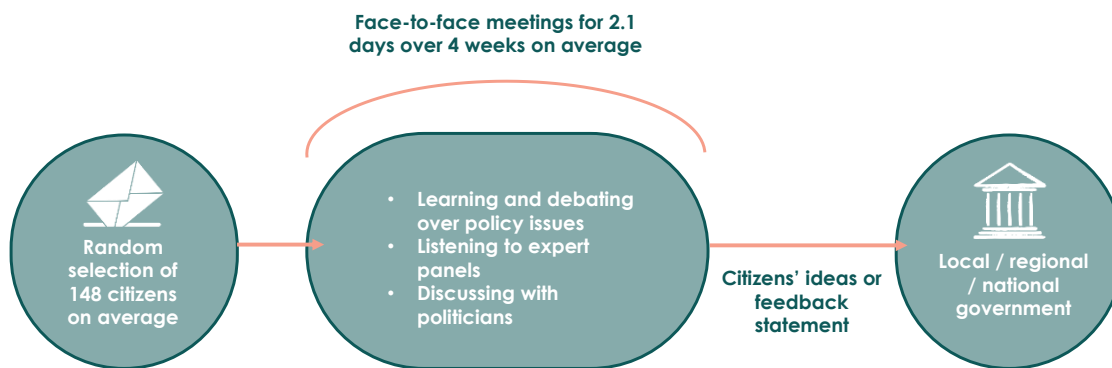 Face-to-face meetings for 2.1
days over 4 weeks on average
Random
selection of
148 citizens
on average
• Learning and debating
over policy issues
• Listening to expert
panels
• Discussing with
politicians
Citizens' ideas or
feedback
statement
Local / regional
/ national
government